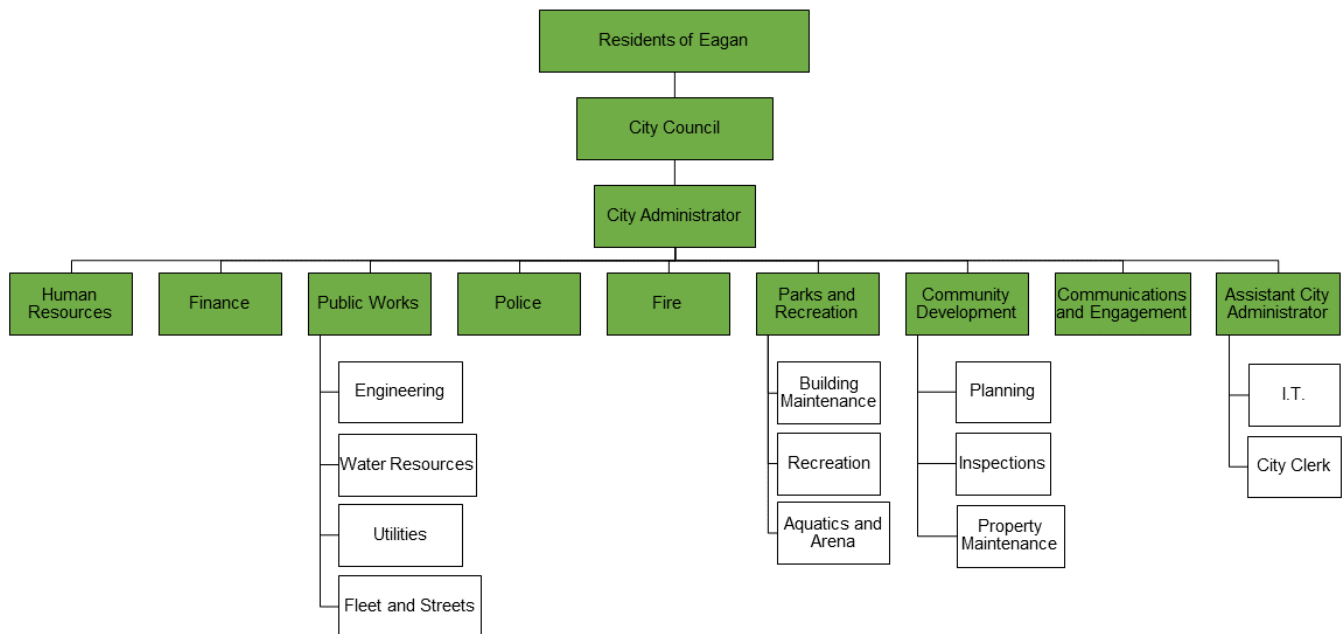 Residents of Eagan
City Council
City Administrator
Human
Resources
Finance
Public Works
Police
Fire
Parks and
Recreation
Community
Development
Communications
and Engagement
Assistant City
Administrator
Engineering
Water Resources
Utilities
Fleet and Streets
Building
Maintenance
Recreation
Aquatics and
Arena
Planning
Inspections
Property
Maintenance
I.T.
City Clerk